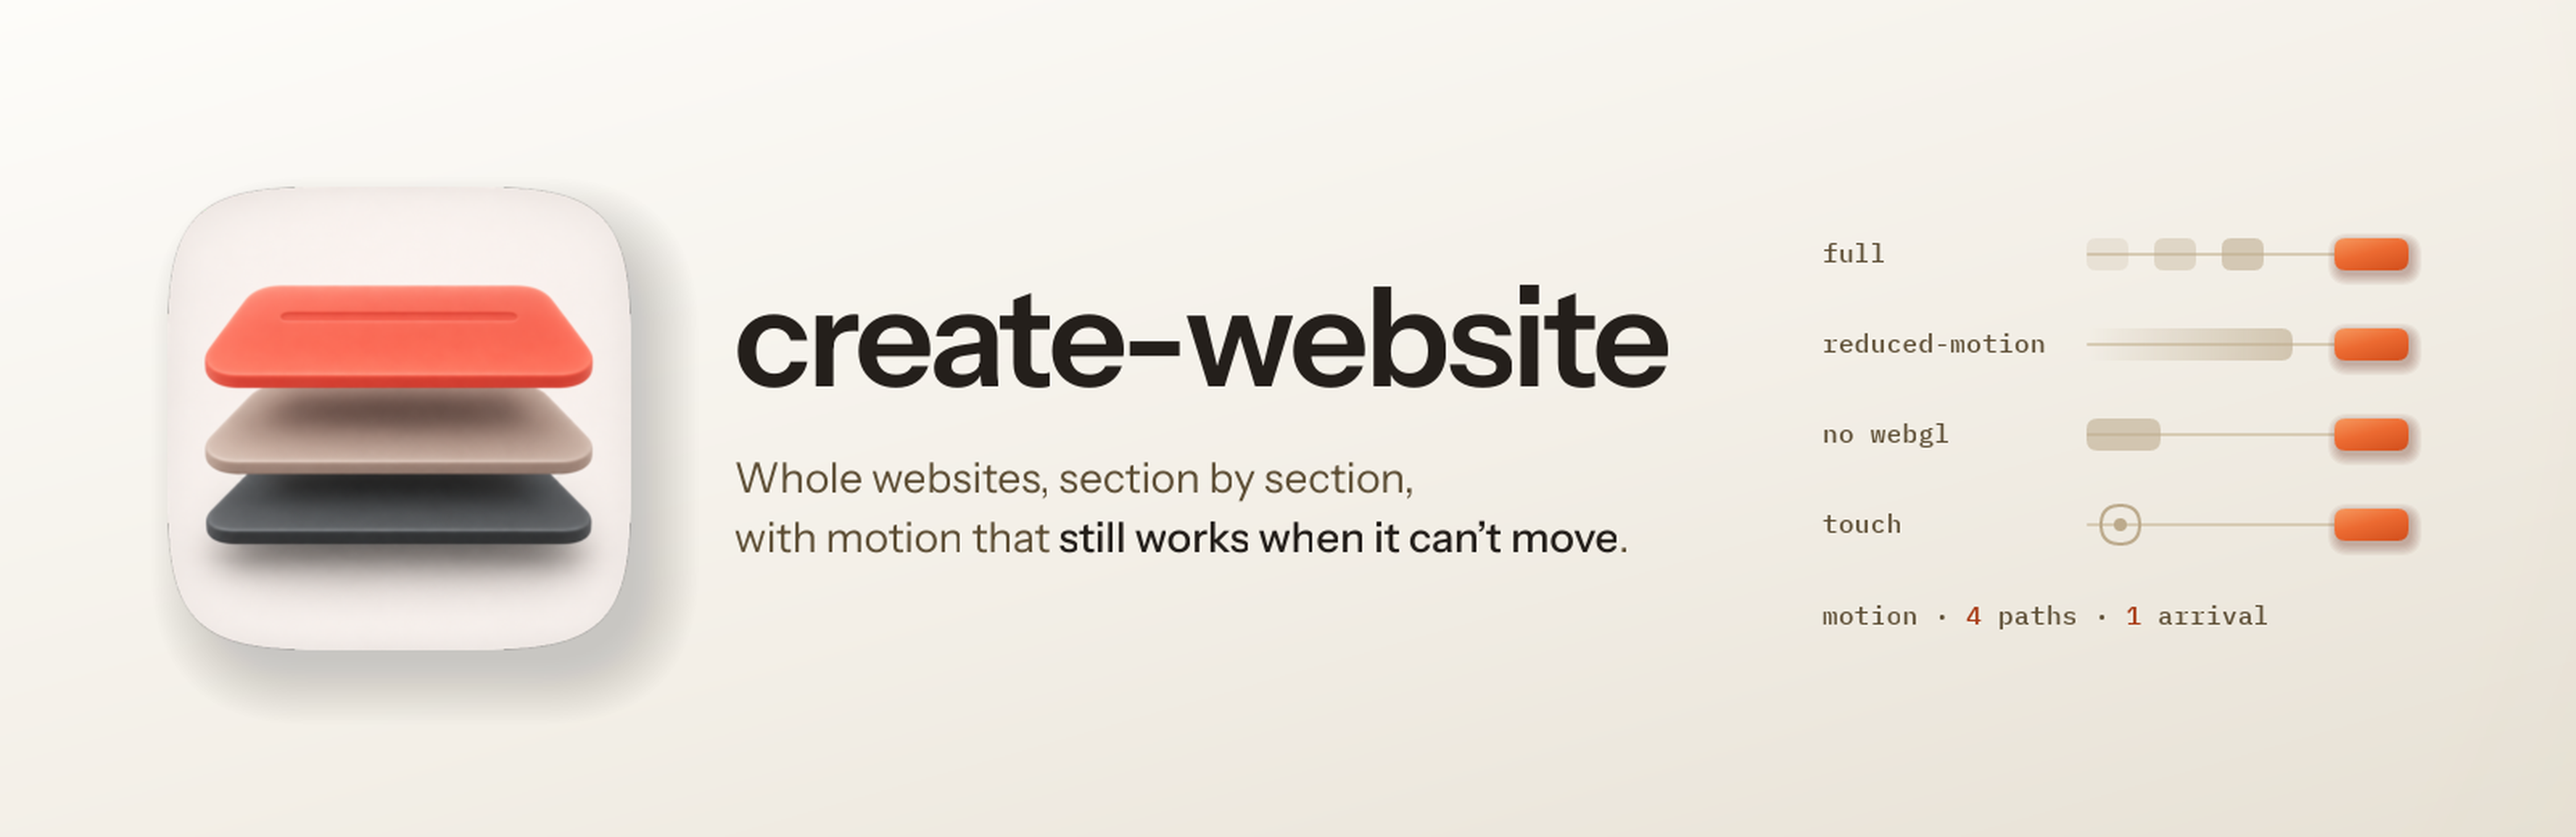 create-website
Whole websites, section by section,
with motion that still works when it can’t move.
full
reduced-motion
no webgl
touch
motion · 4 paths · 1 arrival